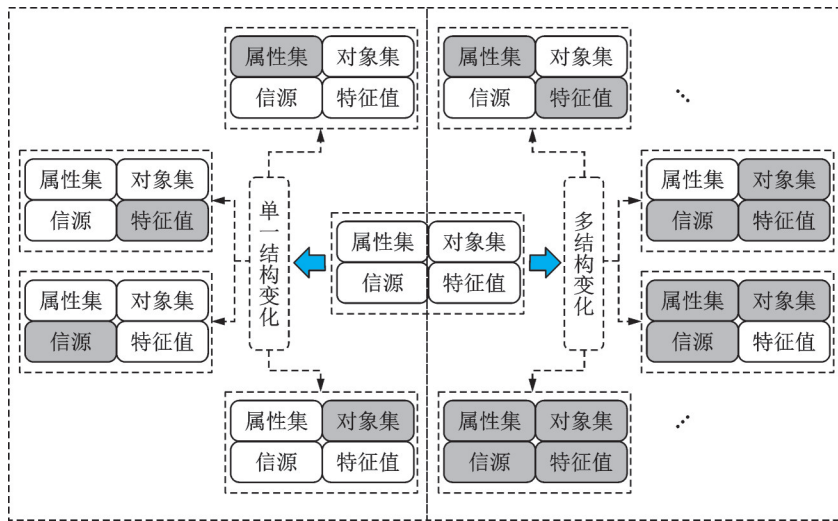 属性集 对象集
信源 特征值
属性集 对象集
信源 特征值
属性集 对象集
信源 特征值
属性集 对象集
信源 特征值
属性集 对象集
信源 特征值
单一结构变化
属性集 对象集
信源 特征值
多结构变化
属性集 对象集
信源 特征值
属性集 对象集
信源 特征值
属性集 对象集
信源 特征值